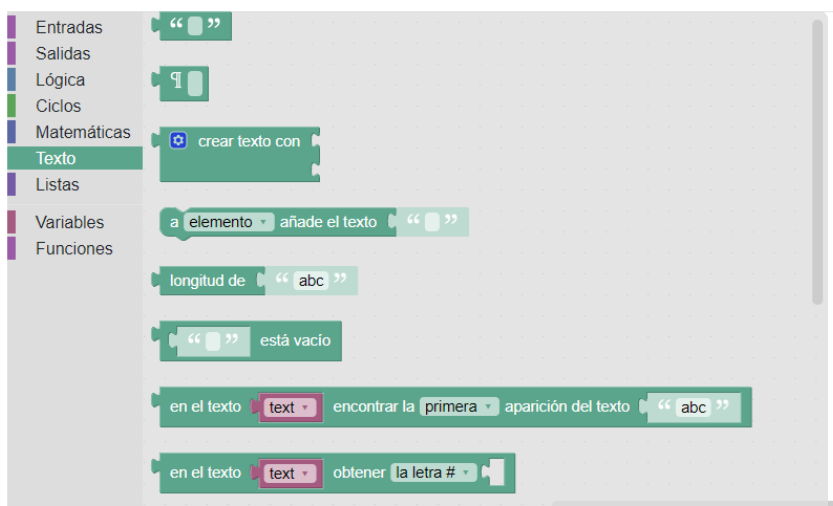 Entradas
Salidas
Lógica
Ciclos
Matemáticas
Texto
Listas
Variables
Funciones
“ ”
¶
crear texto con
a elemento añade el texto “ ”
longitud de “ abc ”
“ ” está vacío
en el texto text encontrar la primera aparición del texto “ abc ”
en el texto text obtener la letra #